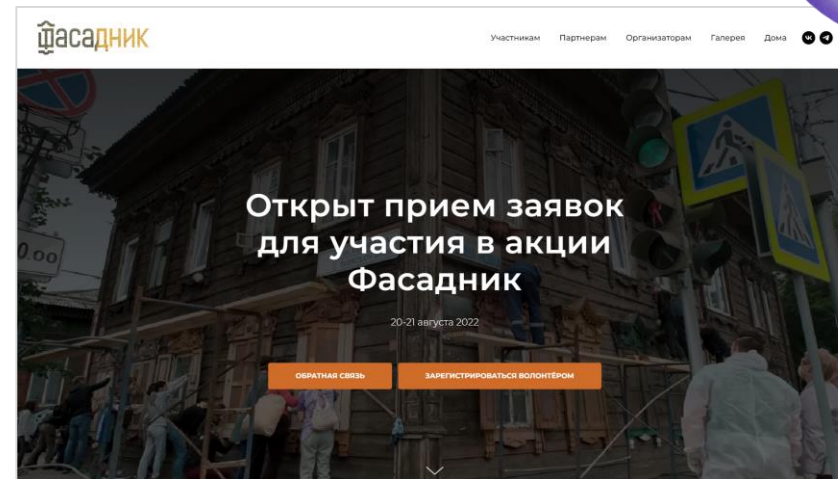 фасадник
Участникам Партнерам Организаторам Галерея Дома
Открыт прием заявок
для участия в акции
Фасадник
20-21 августа 2022
ОБРАТНАЯ СВЯЗЬ ЗАРЕГИСТРИРОВАТЬСЯ ВОЛОНТЁРОМ